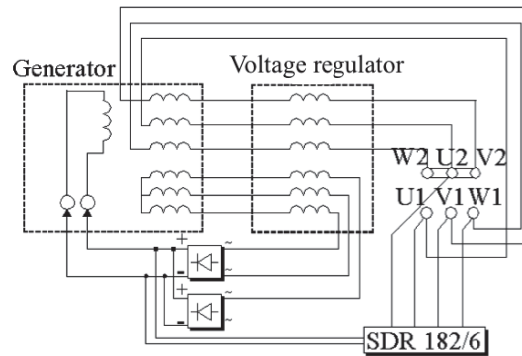 Generator
Voltage regulator
W2 U2 V2
U1 V1 W1
+
~
-
~
+
~
-
~
SDR 182/6